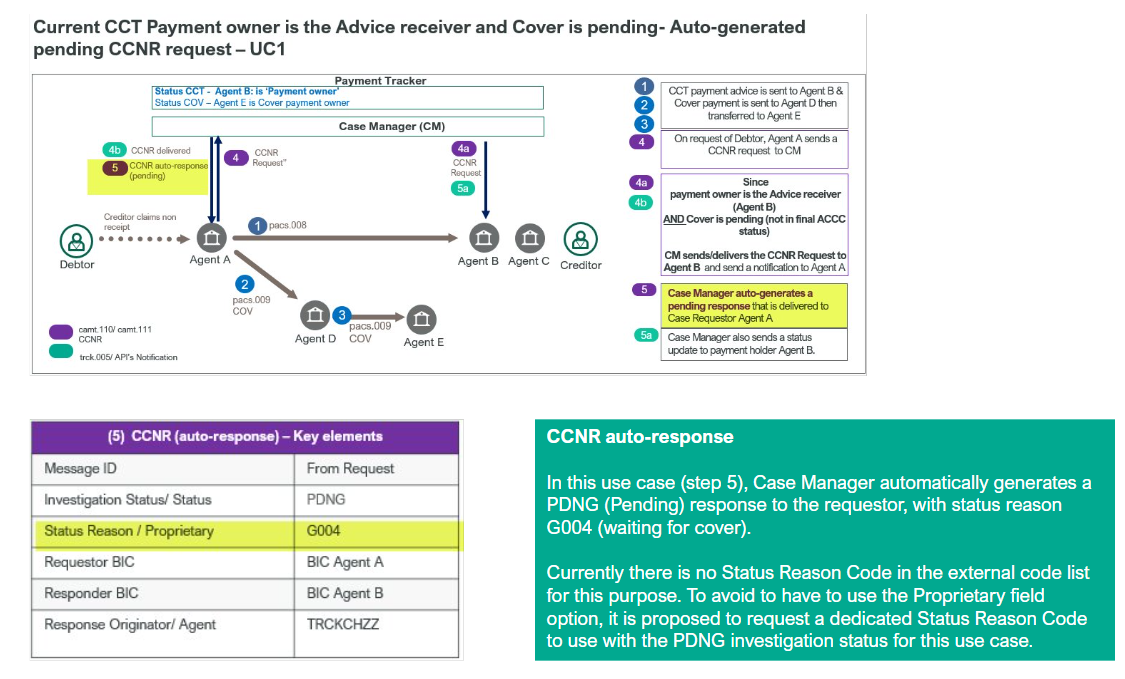 Current CCT Payment owner is the Advice receiver and Cover is pending- Auto-generated
pending CCNR request – UC1
Payment Tracker
Status CCT - Agent B: is 'Payment owner'
Status COV – Agent E is Cover payment owner
Case Manager (CM)
4b CCNR delivered
5 CCNR auto-response
(pending)
4 CCNR
Request"
4a
CCNR
Request
5a
Creditor claims non
receipt
1 pacs.008
Debtor
Agent A
Agent B
Agent C
Creditor
2
pacs.009
COV
3
pacs.009
COV
Agent D
Agent E
camt.110/ camt.111
CCNR
trck.005/ API's Notification
1
2
3
CCT payment advice is sent to Agent B &
Cover payment is sent to Agent D then
transferred to Agent E
4
On request of Debtor, Agent A sends a
CCNR request to CM
4a
4b
Since
payment owner is the Advice receiver
(Agent B)
AND Cover is pending (not in final ACCC
status)
CM sends/delivers the CCNR Request to
Agent B and send a notification to Agent A
5
Case Manager auto-generates a
pending response that is delivered to
Case Requestor Agent A
5a
Case Manager also sends a status
update to payment holder Agent B.
(5) CCNR (auto-response) – Key elements
Message ID From Request
Investigation Status/ Status PDNG
Status Reason / Proprietary G004
Requestor BIC BIC Agent A
Responder BIC BIC Agent B
Response Originator/ Agent TRCKCHZZ
CCNR auto-response
In this use case (step 5), Case Manager automatically generates a
PDNG (Pending) response to the requestor, with status reason
G004 (waiting for cover).
Currently there is no Status Reason Code in the external code list
for this purpose. To avoid to have to use the Proprietary field
option, it is proposed to request a dedicated Status Reason Code
to use with the PDNG investigation status for this use case.